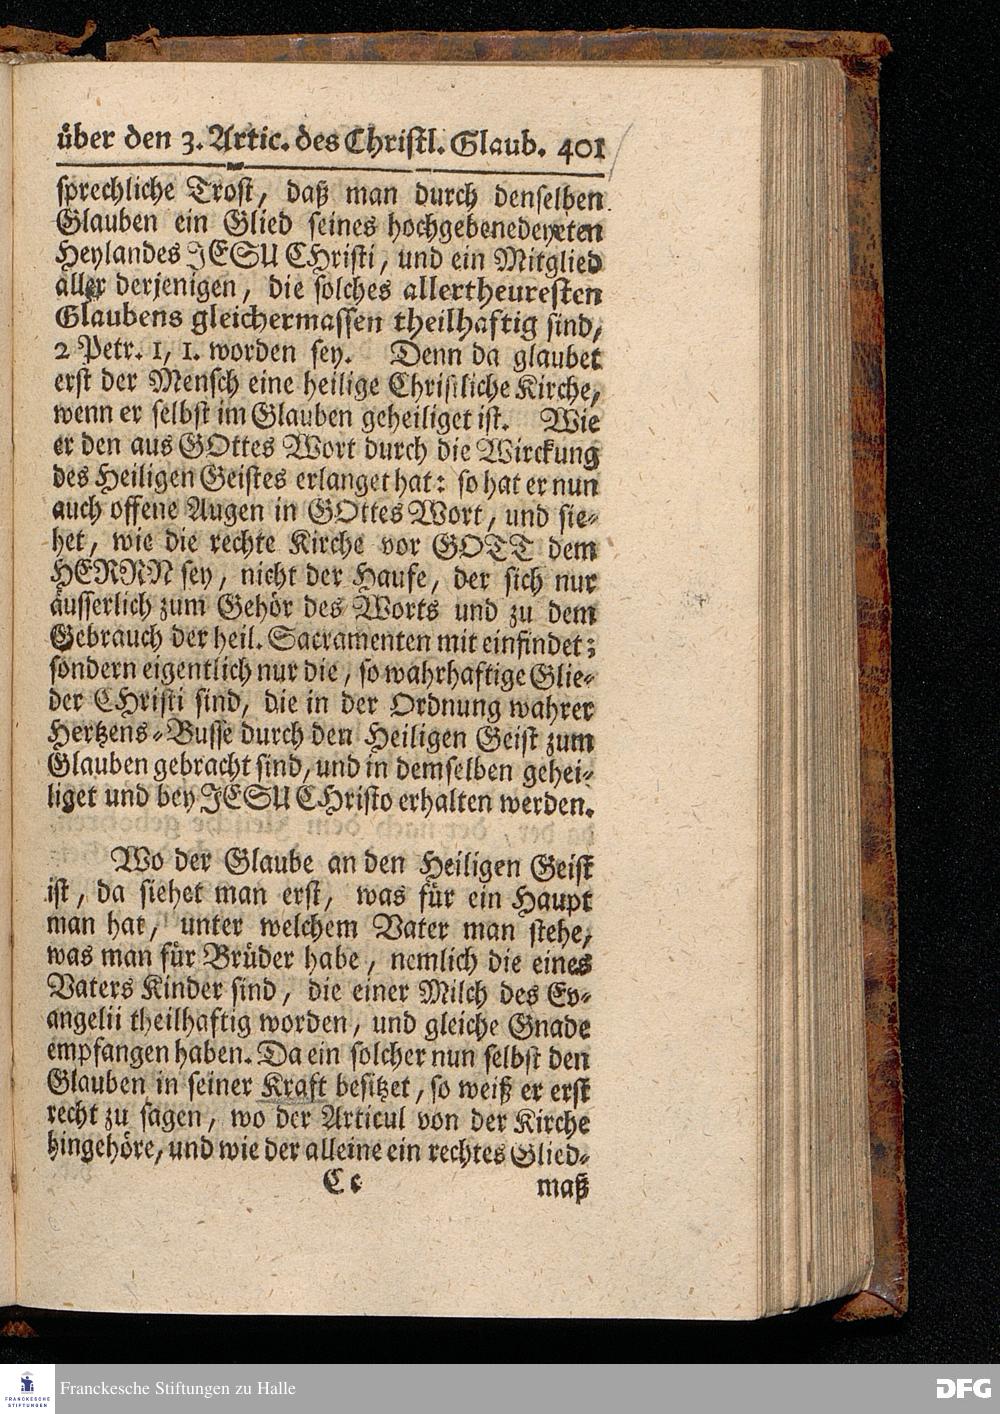 über den 3. Artic. des Christl. Glaub. 401
sprechliche Trost, daß man durch denselben
Glauben ein Glied seines hochgebenedeyeten
Heylandes JESU CHristi, und ein Mitglied
aller derjenigen, die solches allertheuresten
Glaubens gleichermassen theilhaftig sind,
2 Petr. 1, 1. worden sey. Denn da glaubet
erst der Mensch eine heilige Christliche Kirche,
wenn er selbst im Glauben geheiliget ist. Wie
er den aus GOttes Wort durch die Wirckung
des Heiligen Geistes erlanget hat: so hat er nun
auch offene Augen in GOttes Wort, und sie-
het, wie die rechte Kirche vor GOTT dem
HERRN sey, nicht der Haufe, der sich nur
äusserlich zum Gehör des Worts und zu dem
Gebrauch der heil. Sacramenten mit einfindet;
sondern eigentlich nur die, so wahrhaftige Glie-
der CHristi sind, die in der Ordnung wahrer
Hertzens-Busse durch den Heiligen Geist zum
Glauben gebracht sind, und in demselben gehei-
liget und bey JESU CHristo erhalten werden.
Wo der Glaube an den Heiligen Geist
ist, da siehet man erst, was für ein Haupt
man hat, unter welchem Vater man stehe,
was man für Brüder habe, nemlich die eines
Vaters Kinder sind, die einer Milch des Ev-
angelii theilhaftig worden, und gleiche Gnade
empfangen haben. Da ein solcher nun selbst den
Glauben in seiner Kraft besitzet, so weiß er erst
recht zu sagen, wo der Articul von der Kirche
hingehöre, und wie der alleine ein rechtes Glied-
Cc maß
FRANCKESCHE STIFTUNGEN
Franckesche Stiftungen zu Halle
DFG